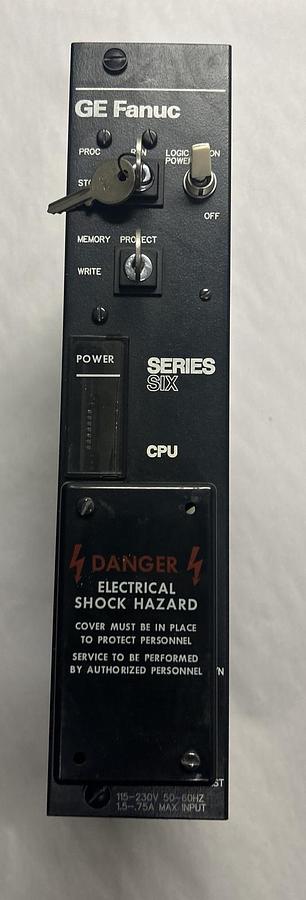 GE Fanuc
PROC RUN LOGIC ON
POWER
STO
OFF
MEMORY PROTECT
WRITE
POWER
SERIES
SIX
CPU
DANGER
ELECTRICAL
SHOCK HAZARD
COVER MUST BE IN PLACE
TO PROTECT PERSONNEL
SERVICE TO BE PERFORMED
BY AUTHORIZED PERSONNEL
115-230V 50-60HZ
1.5-.75A MAX INPUT